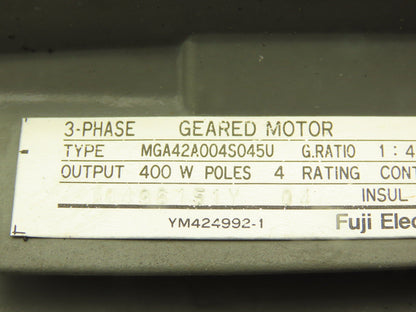 3-PHASE GEARED MOTOR
TYPE MGA42A004S045U G.RATIO 1 : 4
OUTPUT 400 W POLES 4 RATING CONT
INSUL
YM424992-1 Fuji Elec